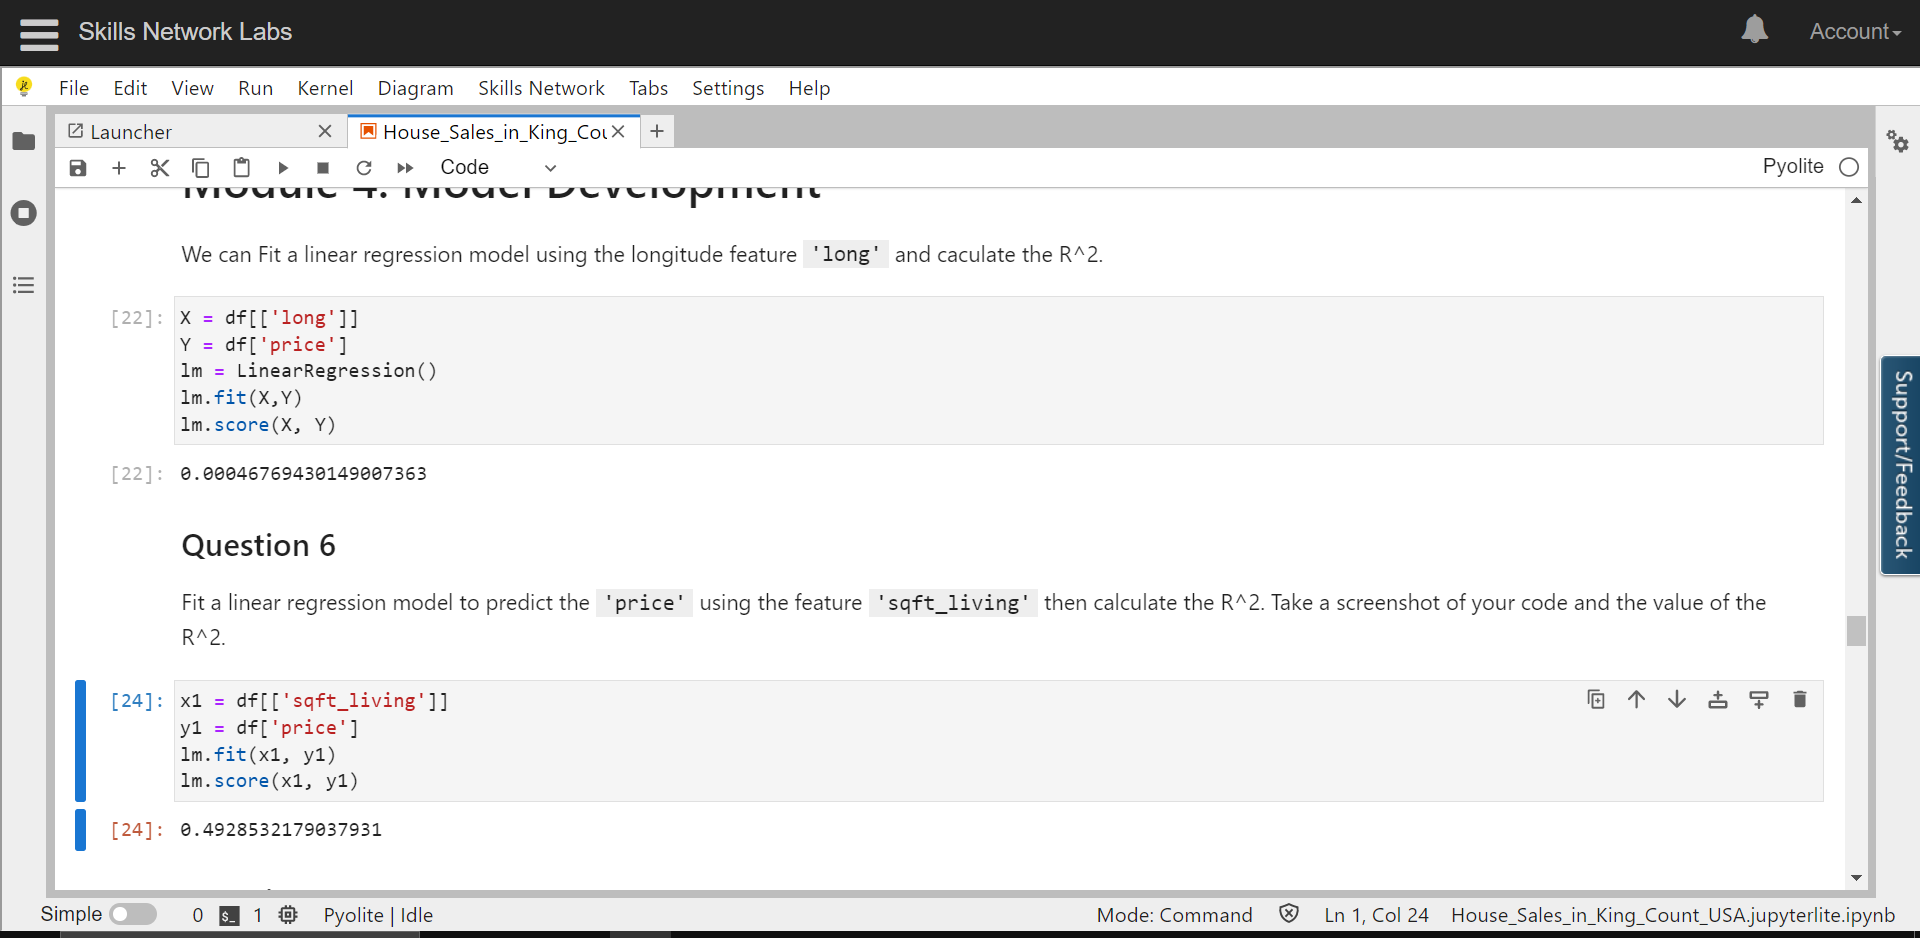 Skills Network Labs
Account
File Edit View Run Kernel Diagram Skills Network Tabs Settings Help
Launcher
House_Sales_in_King_Cou
Code
Pyolite
Module 4: Model Development
We can Fit a linear regression model using the longitude feature 'long' and caculate the R^2.
[22]: X = df[['long']]
Y = df['price']
lm = LinearRegression()
lm.fit(X,Y)
lm.score(X, Y)
[22]: 0.00046769430149007363
Question 6
Fit a linear regression model to predict the 'price' using the feature 'sqft_living' then calculate the R^2. Take a screenshot of your code and the value of the
R^2.
[24]: x1 = df[['sqft_living']]
y1 = df['price']
lm.fit(x1, y1)
lm.score(x1, y1)
[24]: 0.4928532179037931
Support/Feedback
Simple 0 $_ 1 Pyolite | Idle Mode: Command Ln 1, Col 24 House_Sales_in_King_Count_USA.jupyterlite.ipynb